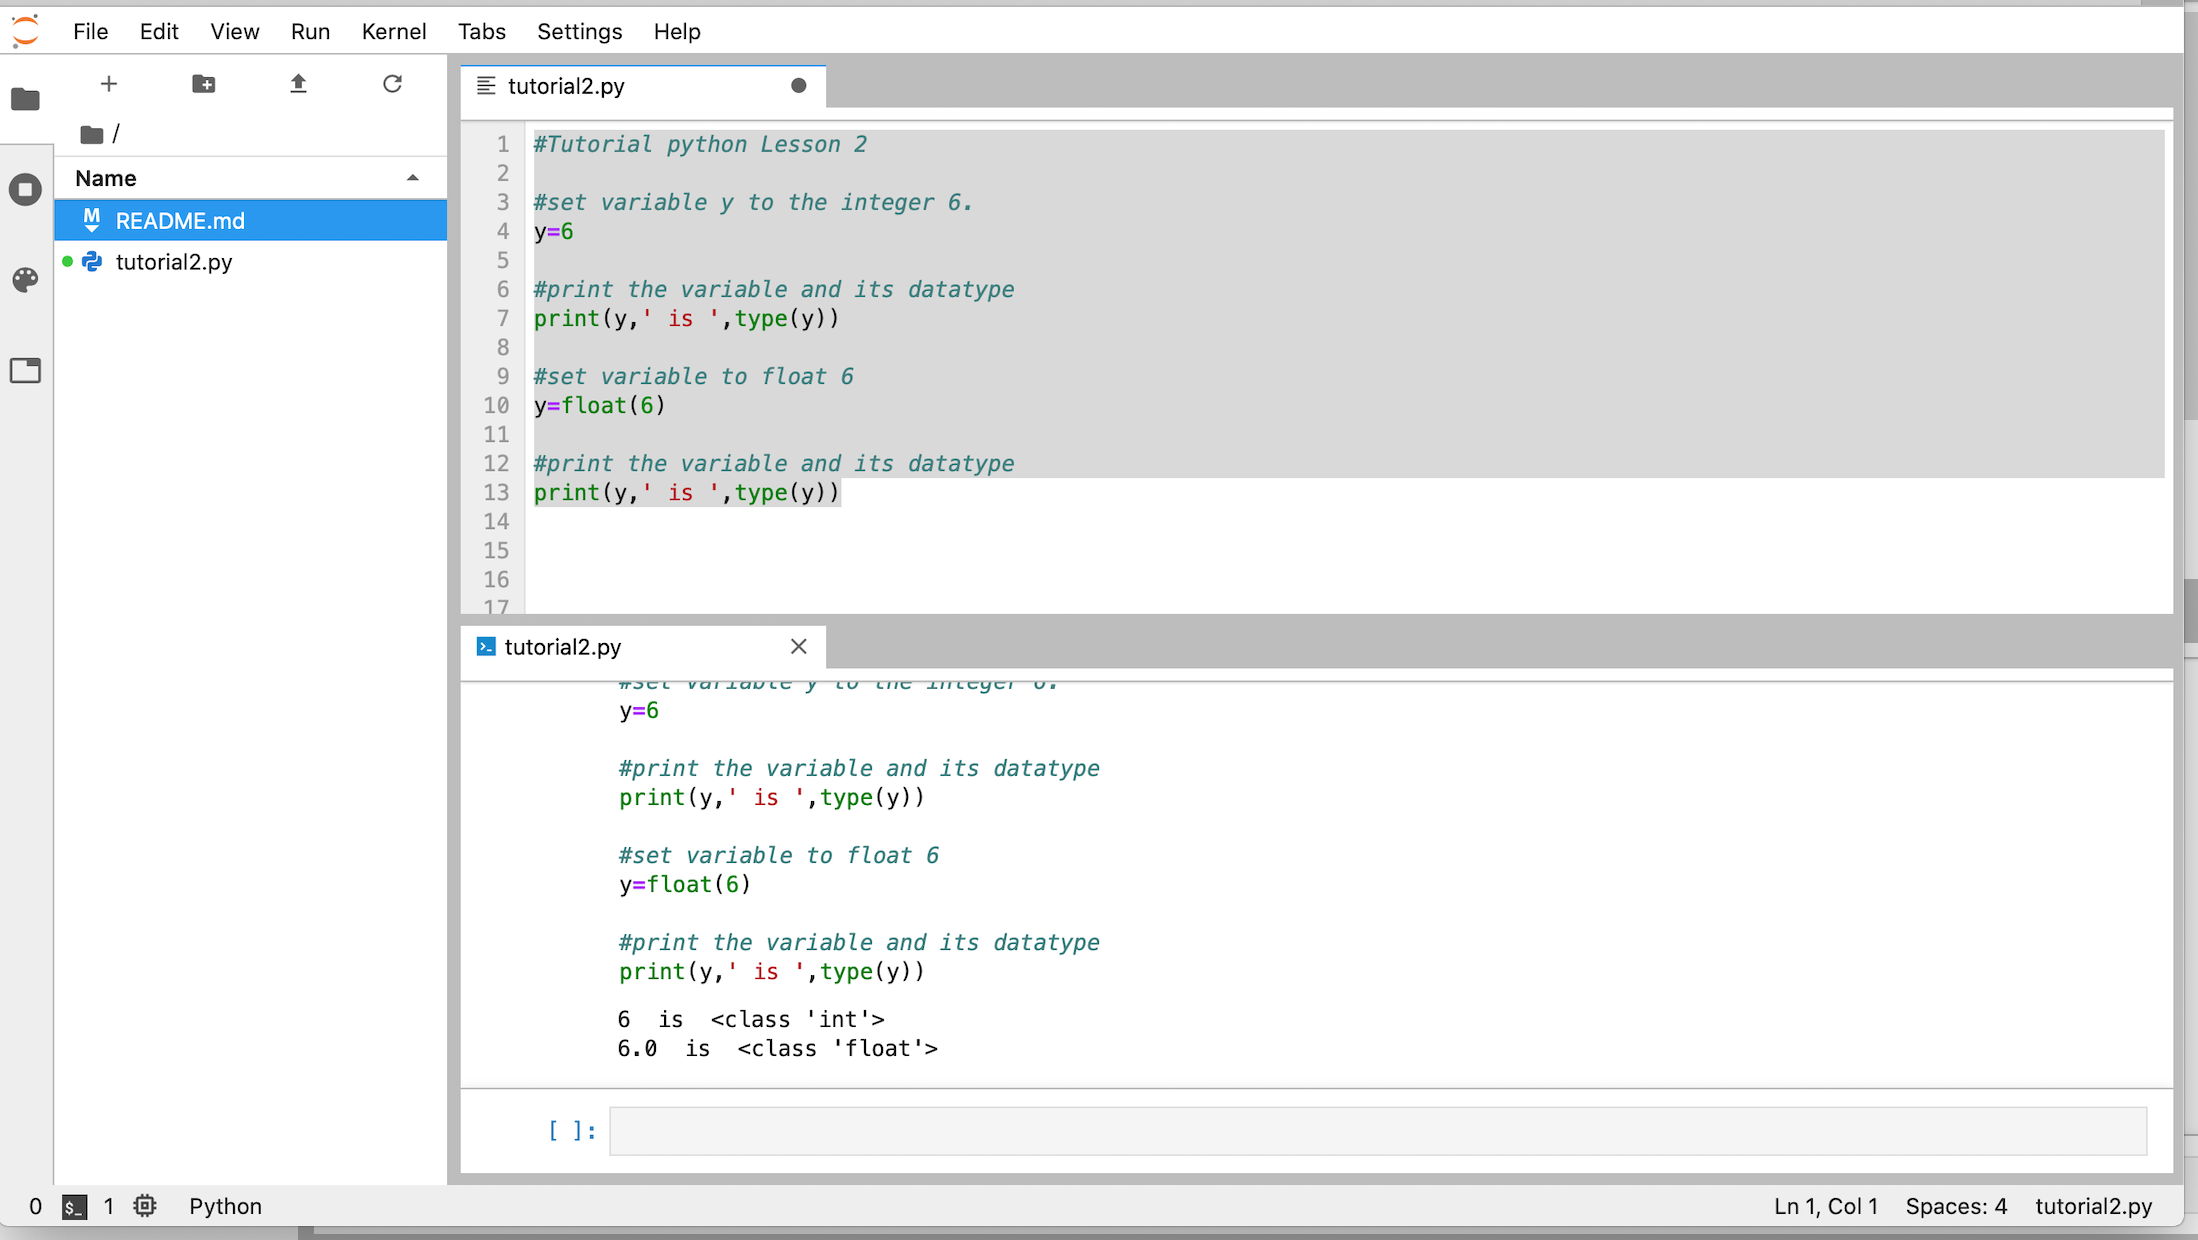 File Edit View Run Kernel Tabs Settings Help
/
Name
README.md
tutorial2.py
tutorial2.py
1 #Tutorial python Lesson 2
2
3 #set variable y to the integer 6.
4 y=6
5
6 #print the variable and its datatype
7 print(y,' is ',type(y))
8
9 #set variable to float 6
10 y=float(6)
11
12 #print the variable and its datatype
13 print(y,' is ',type(y))
14
15
16
17
tutorial2.py
#set variable y to the integer 6.
y=6
#print the variable and its datatype
print(y,' is ',type(y))
#set variable to float 6
y=float(6)
#print the variable and its datatype
print(y,' is ',type(y))
6  is  <class 'int'>
6.0  is  <class 'float'>
[ ]:
0 $_ 1 Python Ln 1, Col 1 Spaces: 4 tutorial2.py